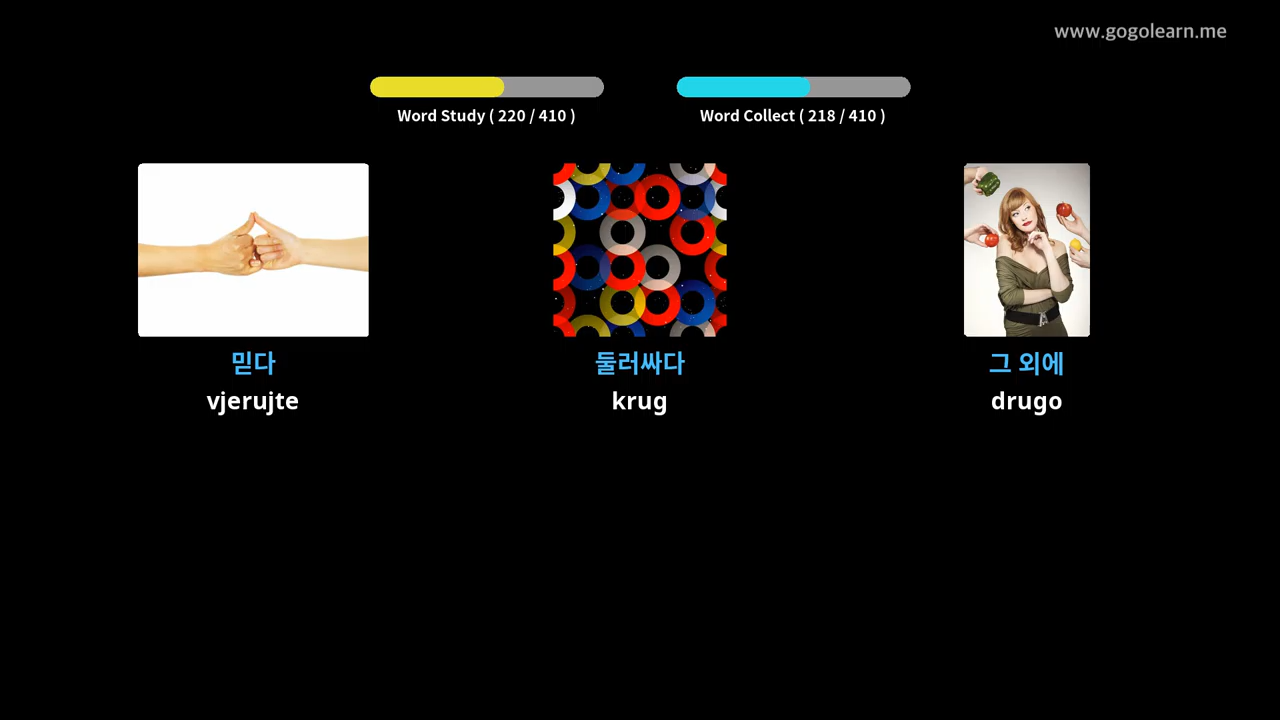 www.gogolearn.me
Word Study ( 220 / 410 )
Word Collect ( 218 / 410 )
믿다
둘러싸다
그 외에
vjerujte
krug
drugo